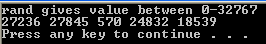 rand gives value between 0-32767
27236 27845 570 24832 18539
Press any key to continue . . .